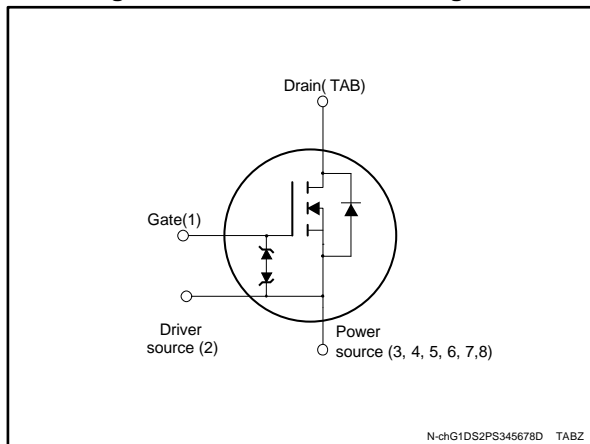 Drain( TAB)
Gate(1)
Driver
source (2)
Power
source (3, 4, 5, 6, 7,8)
N-chG1DS2PS345678D TABZ